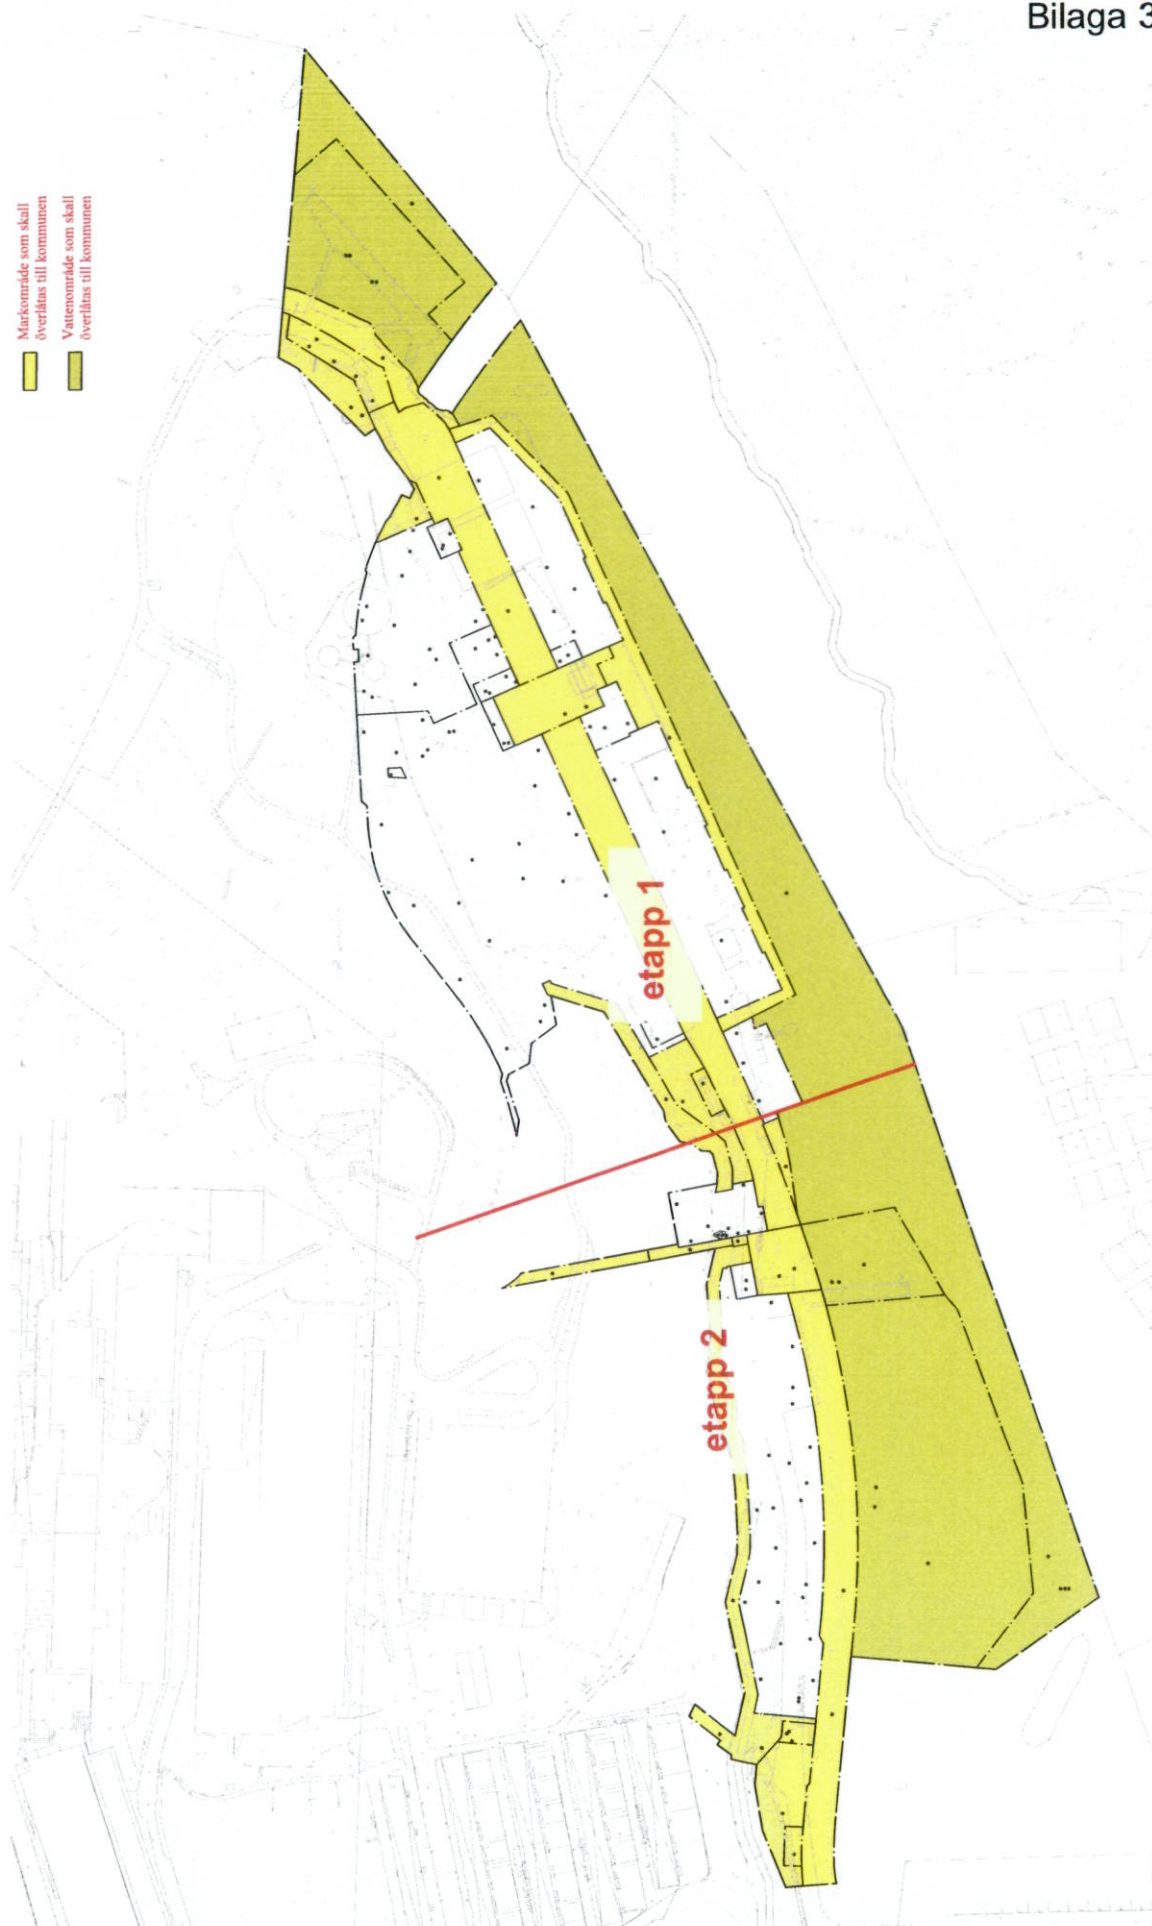 Bilaga 3
Markområde som skall
överlåtas till kommunen
Vattenområde som skall
överlåtas till kommunen
etapp 1
etapp 2